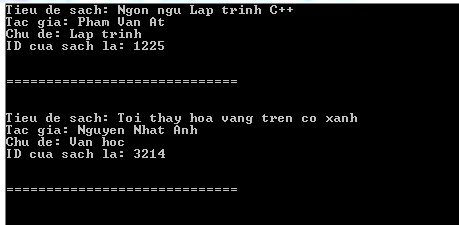 Tieu de sach: Ngon ngu Lap trinh C++
Tac gia: Pham Van At
Chu de: Lap trinh
ID cua sach la: 1225
=============================
Tieu de sach: Toi thay hoa vang tren co xanh
Tac gia: Nguyen Nhat Anh
Chu de: Van hoc
ID cua sach la: 3214
=============================